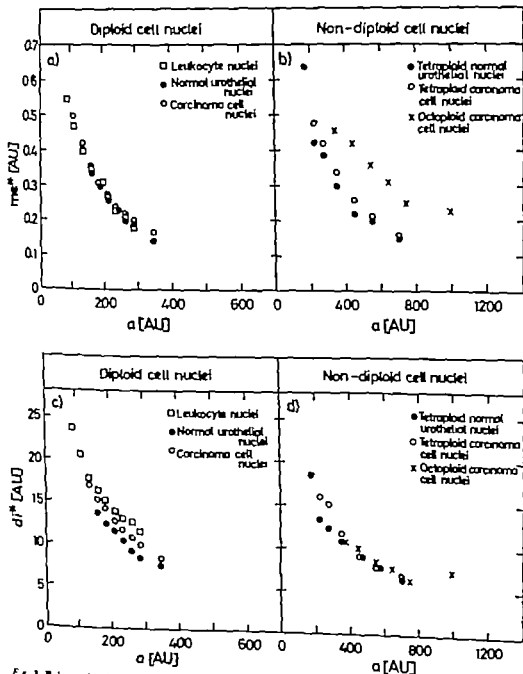 Diploid cell nuclei
Non-diploid cell nuclei
a)
□ Leukocyte nuclei
● Normal urothelial
nuclei
○ Carcinoma cell
nuclei
b)
● Tetraploid normal
urothelial nuclei
○ Tetraploid carcinoma
cell nuclei
x Octoploid carcinoma
cell nuclei
me* [AU]
0.7
0.6
0.5
0.4
0.3
0.2
0.1
0
0 200 400 600
a [AU]
0 400 800 1200
a [AU]
Diploid cell nuclei
Non-diploid cell nuclei
c)
□ Leukocyte nuclei
● Normal urothelial
nuclei
○ Carcinoma cell
nuclei
d)
● Tetraploid normal
urothelial nuclei
○ Tetraploid carcinoma
cell nuclei
x Octoploid carcinoma
cell nuclei
di* [AU]
25
20
15
10
5
0
0 200 400 600
a [AU]
0 400 800 1200
a [AU]